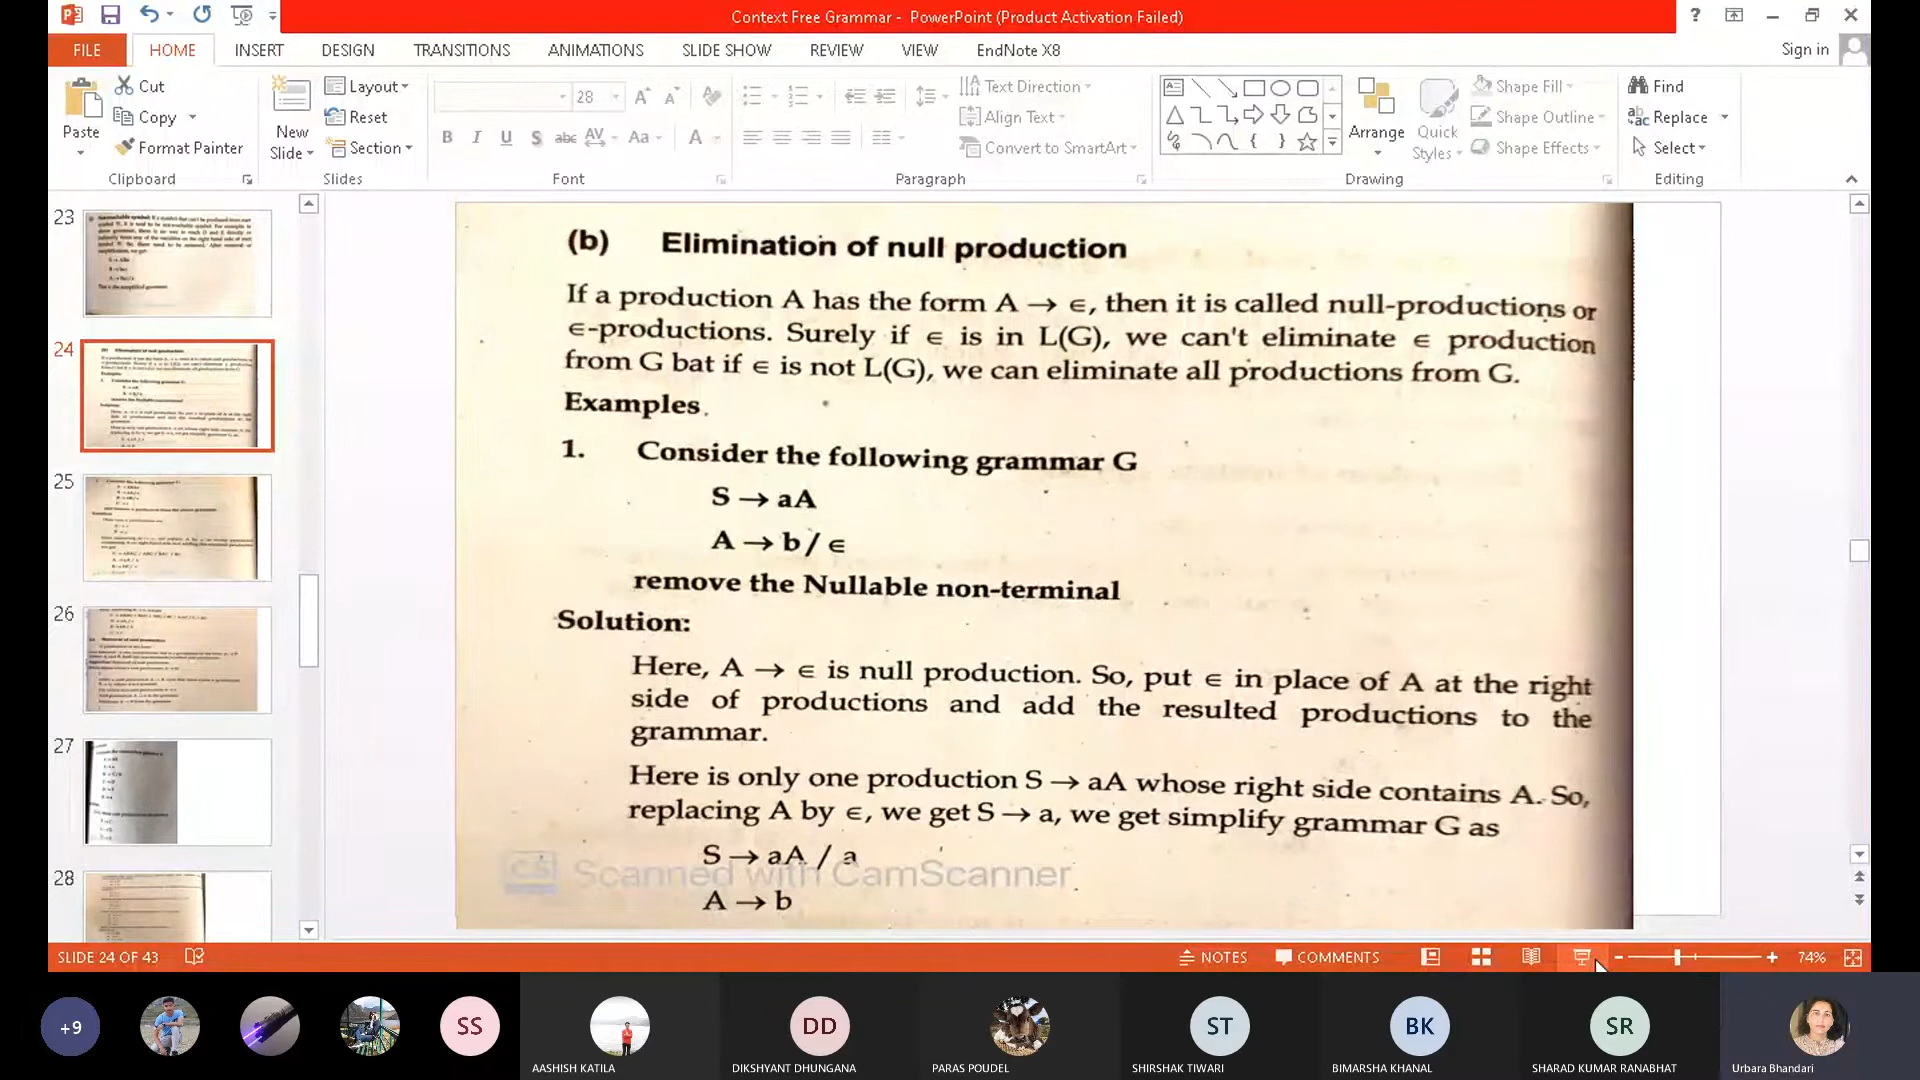 Context Free Grammar - PowerPoint (Product Activation Failed)
FILE HOME INSERT DESIGN TRANSITIONS ANIMATIONS SLIDE SHOW REVIEW VIEW EndNote X8 Sign in
Paste
Cut
Copy
Format Painter
Clipboard
New Slide
Layout
Reset
Section
Slides
28
Font
Text Direction
Align Text
Convert to SmartArt
Paragraph
Arrange
Quick Styles
Shape Fill
Shape Outline
Shape Effects
Drawing
Find
Replace
Select
Editing
23
24
25
26
27
28
(b) Elimination of null production
If a production A has the form A → ∈, then it is called null-productions or
∈-productions. Surely if ∈ is in L(G), we can't eliminate ∈ production
from G bat if ∈ is not L(G), we can eliminate all productions from G.
Examples.
1. Consider the following grammar G
S → aA
A → b / ∈
remove the Nullable non-terminal
Solution:
Here, A → ∈ is null production. So, put ∈ in place of A at the right
side of productions and add the resulted productions to the
grammar.
Here is only one production S → aA whose right side contains A. So,
replacing A by ∈, we get S → a, we get simplify grammar G as
S → aA / a
CS Scanned with CamScanner
A → b
SLIDE 24 OF 43 NOTES COMMENTS 74%
+9 SS DD ST BK SR
AASHISH KATILA DIKSHYANT DHUNGANA PARAS POUDEL SHIRSHAK TIWARI BIMARSHA KHANAL SHARAD KUMAR RANABHAT Urbara Bhandari